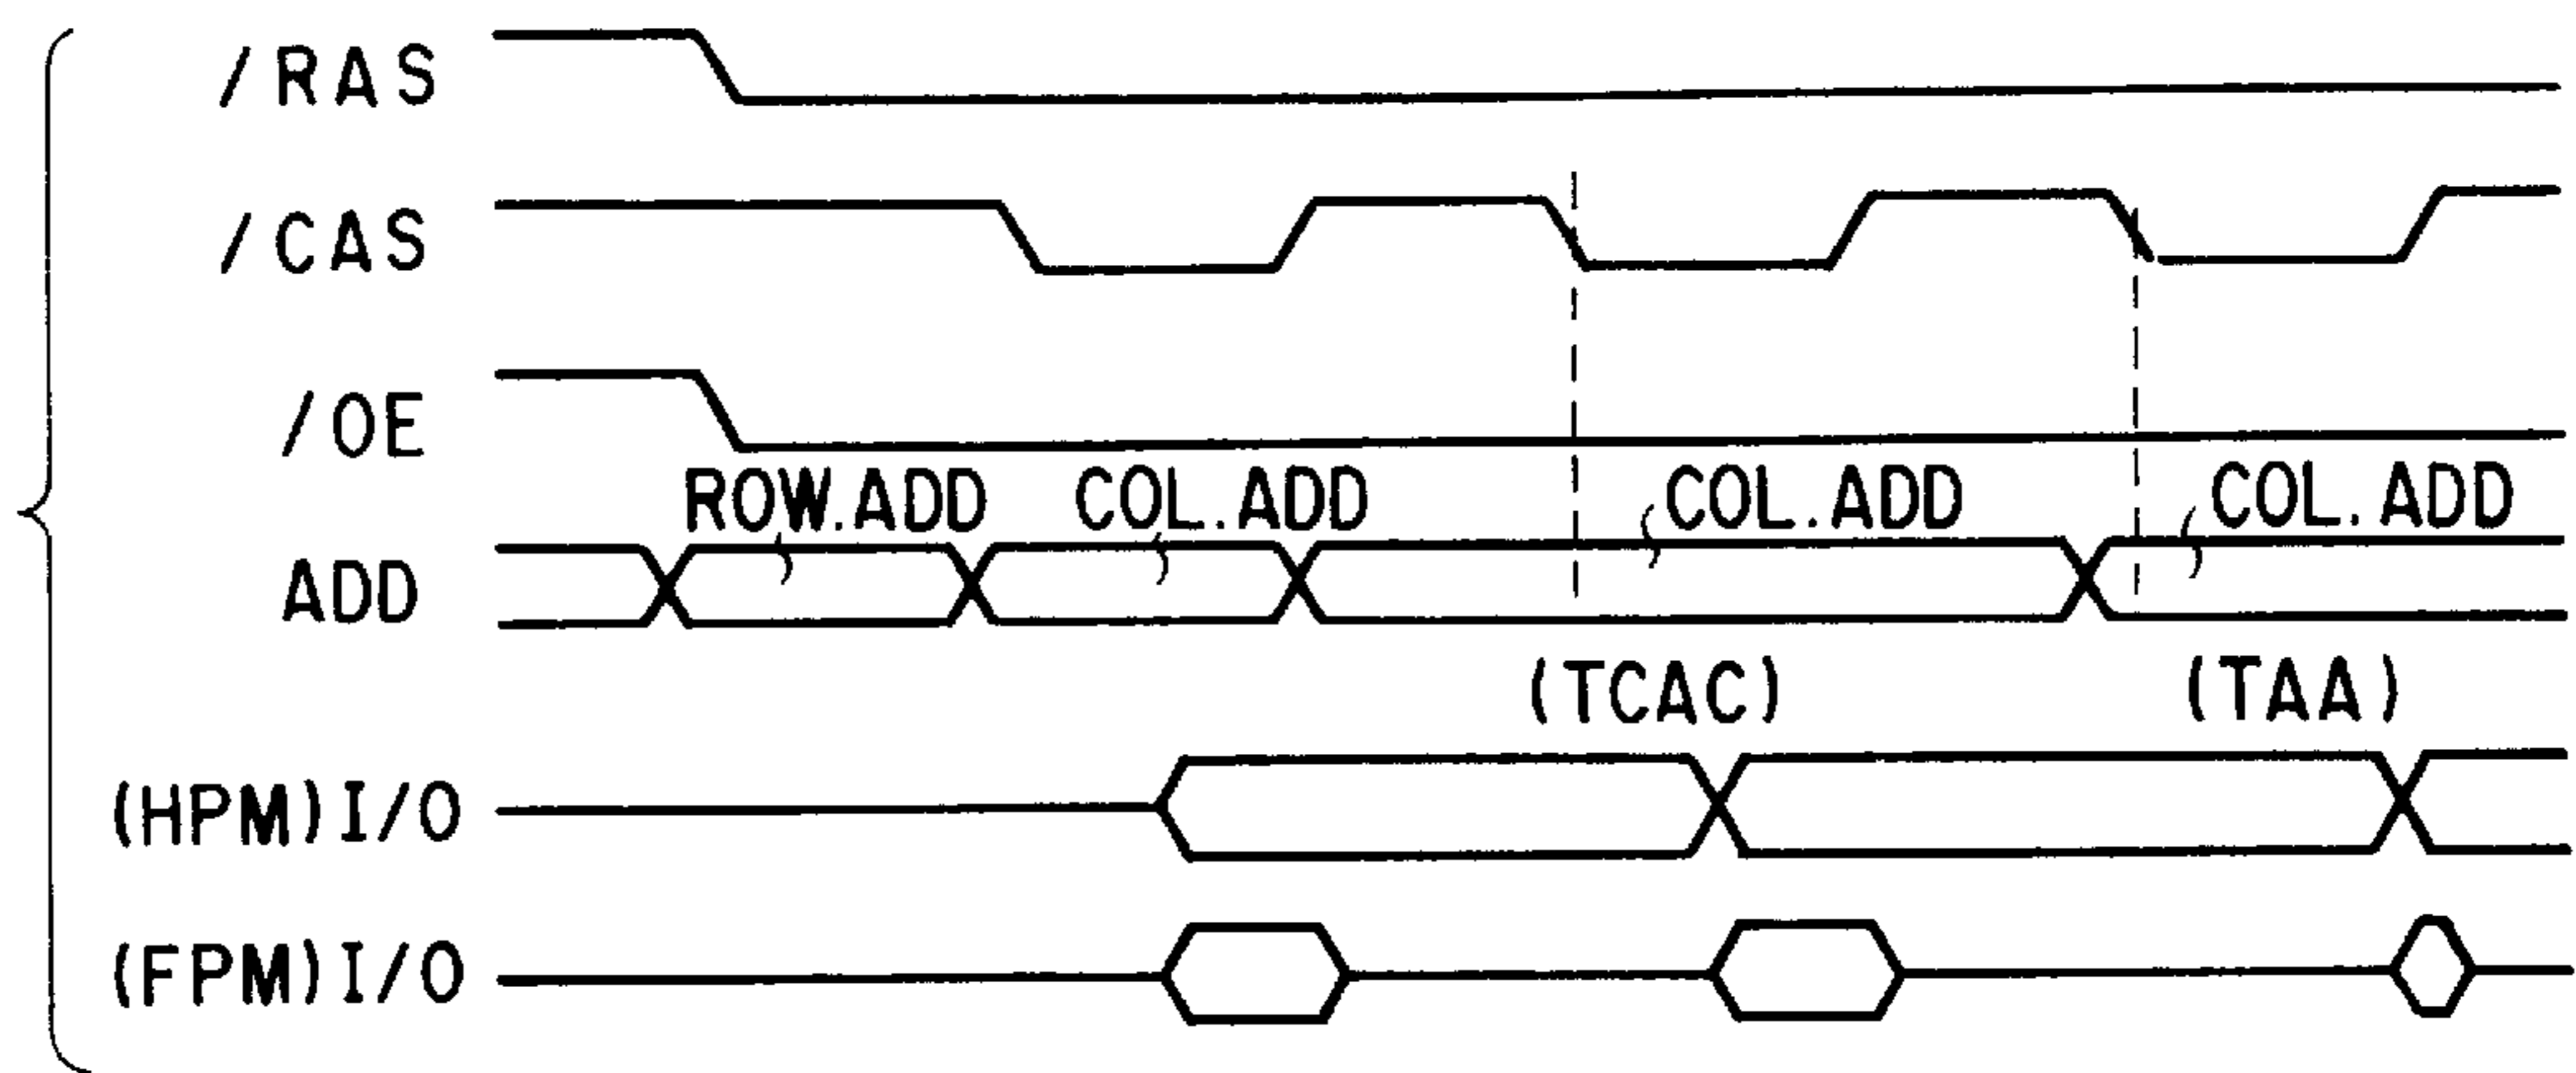 /RAS
/CAS
/OE
ROW.ADD COL.ADD COL.ADD COL.ADD
ADD
(TCAC) (TAA)
(HPM)I/O
(FPM)I/O